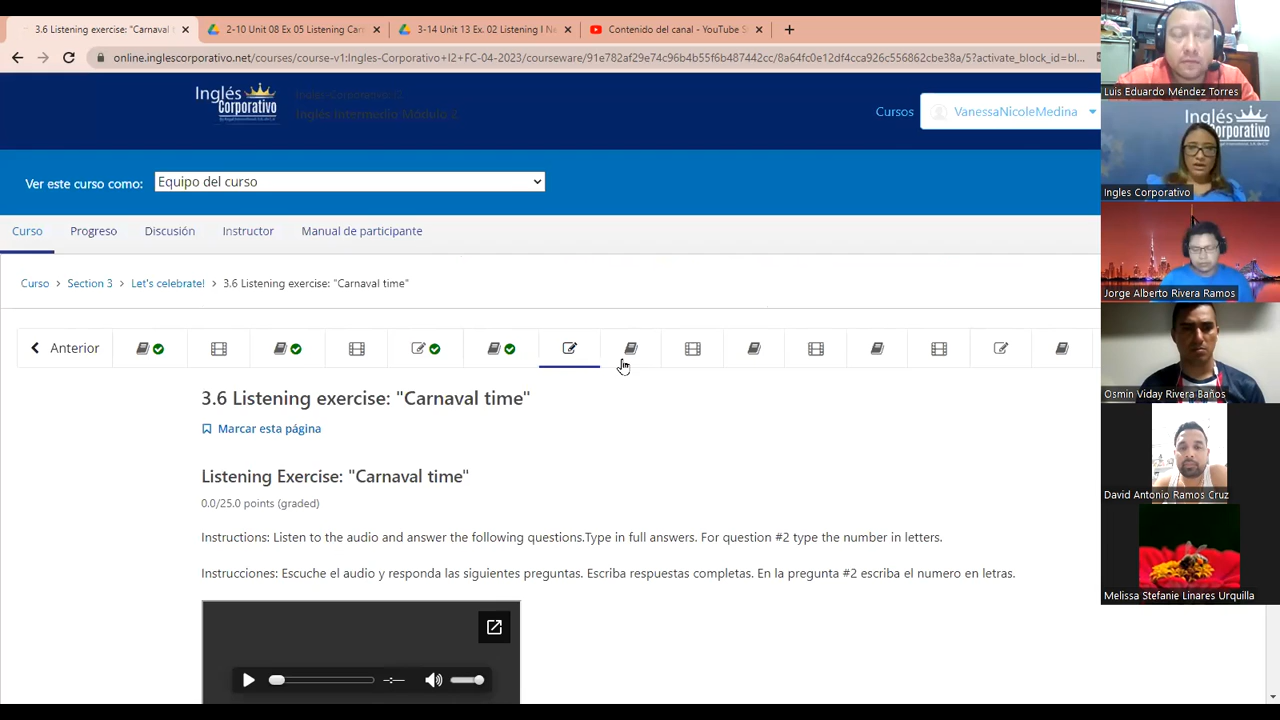 3.6 Listening exercise: "Carnaval t
2-10 Unit 08 Ex 05 Listening Car
3-14 Unit 13 Ex. 02 Listening I Ne
Contenido del canal - YouTube S
online.inglescorporativo.net/courses/course-v1:Ingles-Corporativo+I2+FC-04-2023/courseware/91e782af29e74c96b4b55f6b487442cc/8d4fc0e12df4cca926c556862cbe38a/5?activate_block_id=bl...
Inglés
Corporativo
Inglés Intermedio Módulo 2
Cursos
VanessaNicoleMedina
Ver este curso como:
Equipo del curso
Curso
Progreso
Discusión
Instructor
Manual de participante
Curso > Section 3 > Let's celebrate! > 3.6 Listening exercise: "Carnaval time"
Anterior
3.6 Listening exercise: "Carnaval time"
Marcar esta página
Listening Exercise: "Carnaval time"
0.0/25.0 points (graded)
Instructions: Listen to the audio and answer the following questions.Type in full answers. For question #2 type the number in letters.
Instrucciones: Escuche el audio y responda las siguientes preguntas. Escriba respuestas completas. En la pregunta #2 escriba el numero en letras.
-:--
Luis Eduardo Méndez Torres
Inglés
Corporativo
Ingles Corporativo
Jorge Alberto Rivera Ramos
Osmin Viday Rivera Baños
David Antonio Ramos Cruz
Melissa Stefanie Linares Urquilla